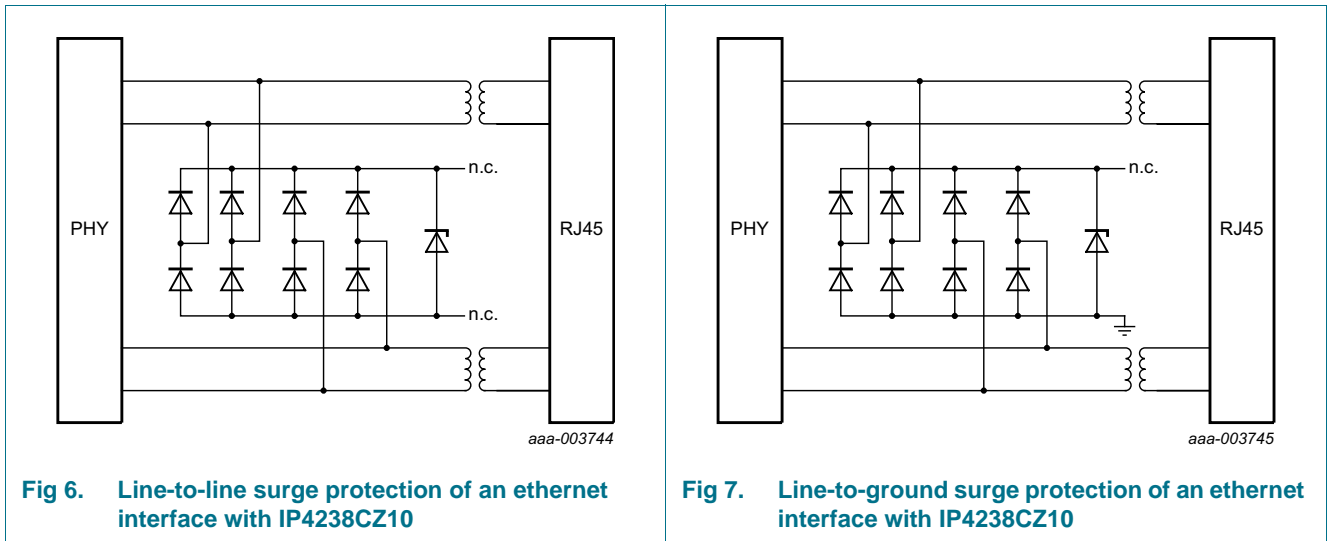 n.c.
PHY
RJ45
n.c.
aaa-003744
Fig 6. Line-to-line surge protection of an ethernet
interface with IP4238CZ10
n.c.
PHY
RJ45
aaa-003745
Fig 7. Line-to-ground surge protection of an ethernet
interface with IP4238CZ10